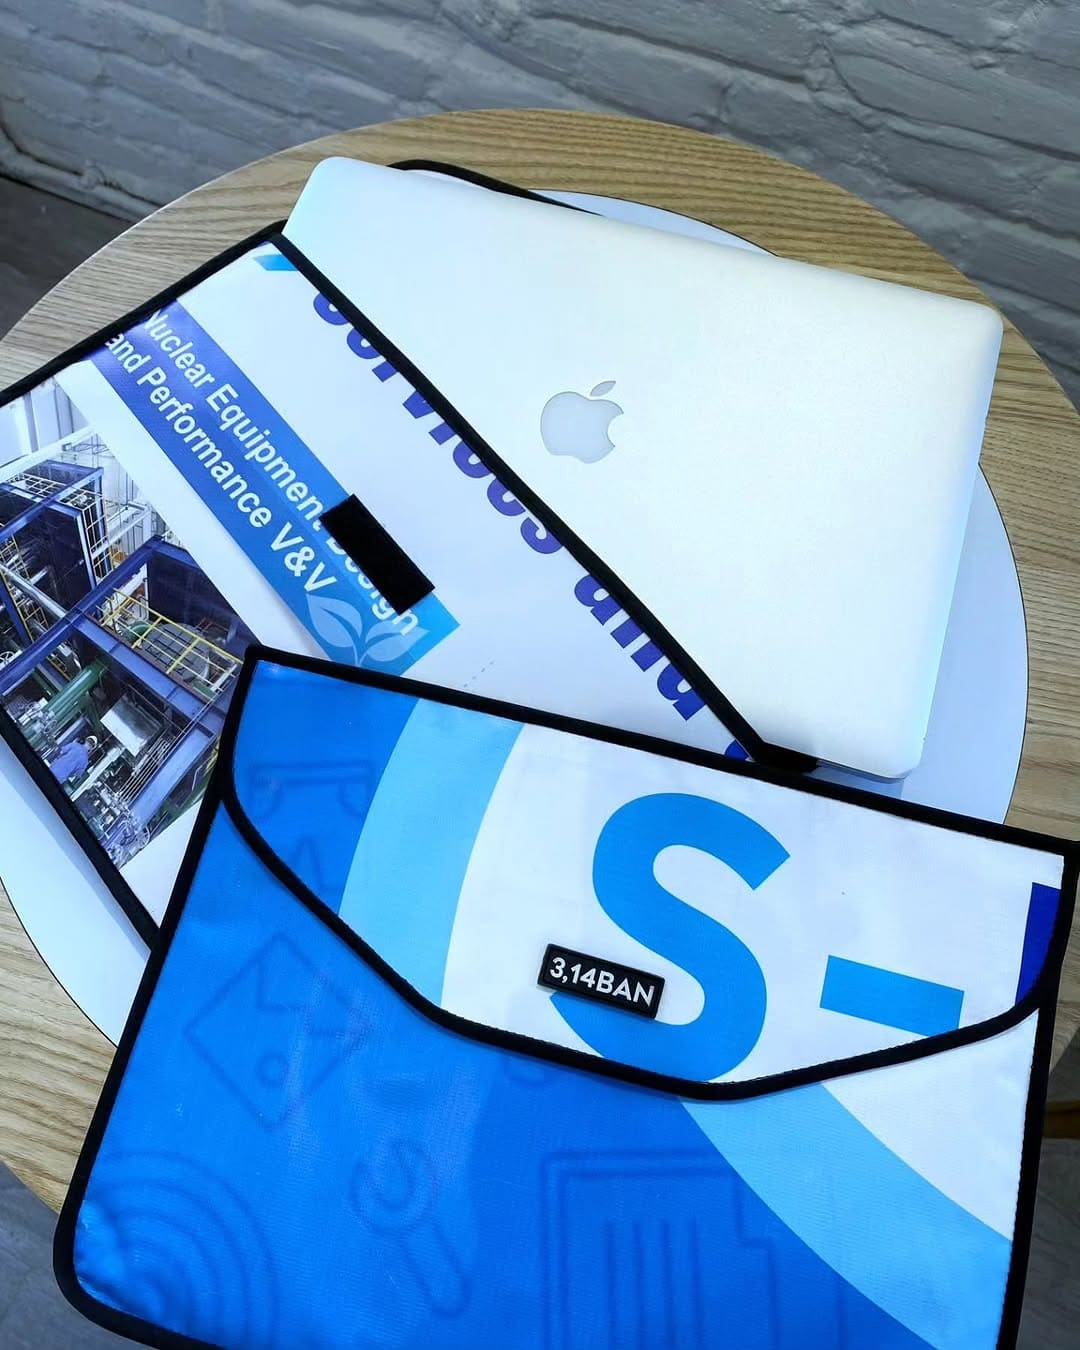 Nuclear Equipment Design
and Performance V&V
services and
S-
3,14BAN